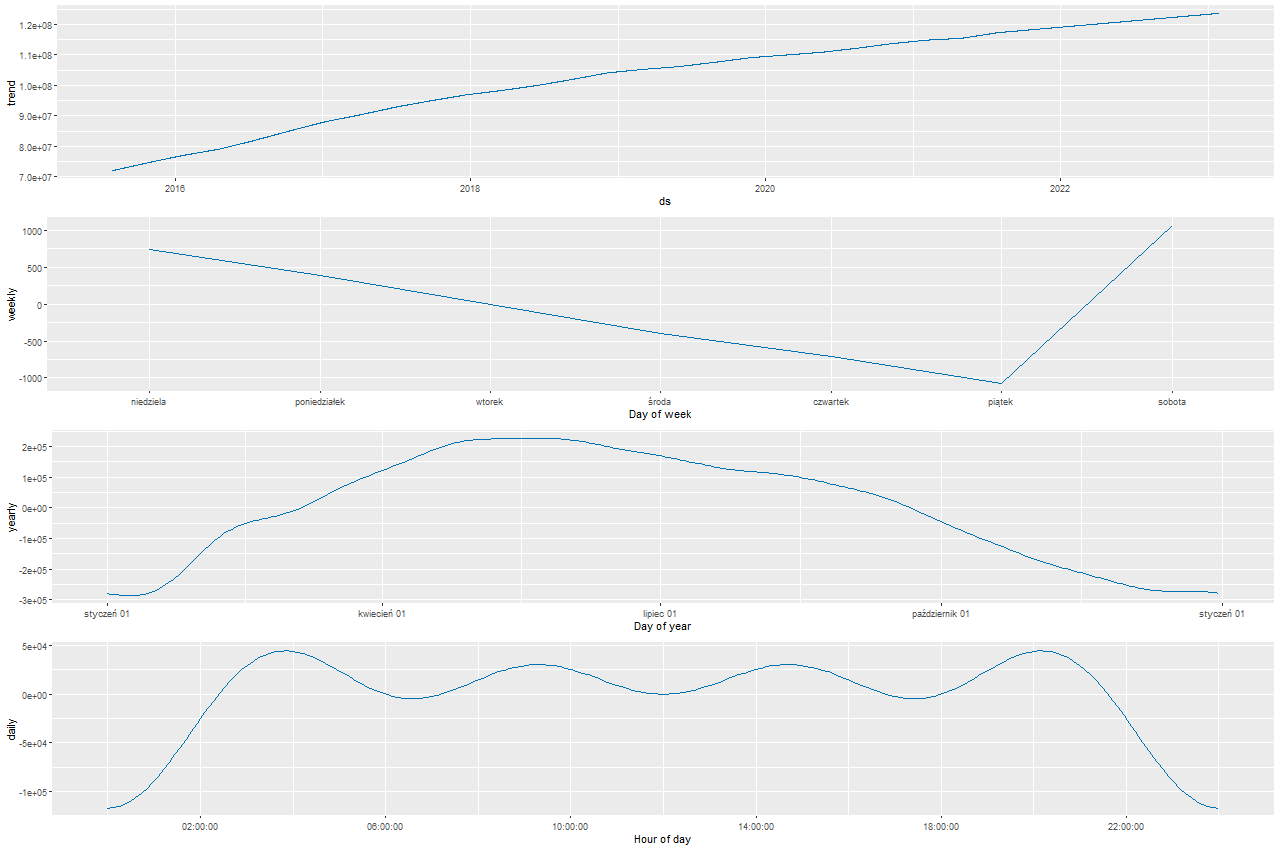 trend
1.2e+08
1.1e+08
1.0e+08
9.0e+07
8.0e+07
7.0e+07
2016 2018 2020 2022
ds
weekly
1000
500
0
-500
-1000
niedziela poniedziałek wtorek środa czwartek piątek sobota
Day of week
yearly
2e+05
1e+05
0e+00
-1e+05
-2e+05
-3e+05
styczeń 01 kwiecień 01 lipiec 01 październik 01 styczeń 01
Day of year
daily
5e+04
0e+00
-5e+04
-1e+05
02:00:00 06:00:00 10:00:00 14:00:00 18:00:00 22:00:00
Hour of day